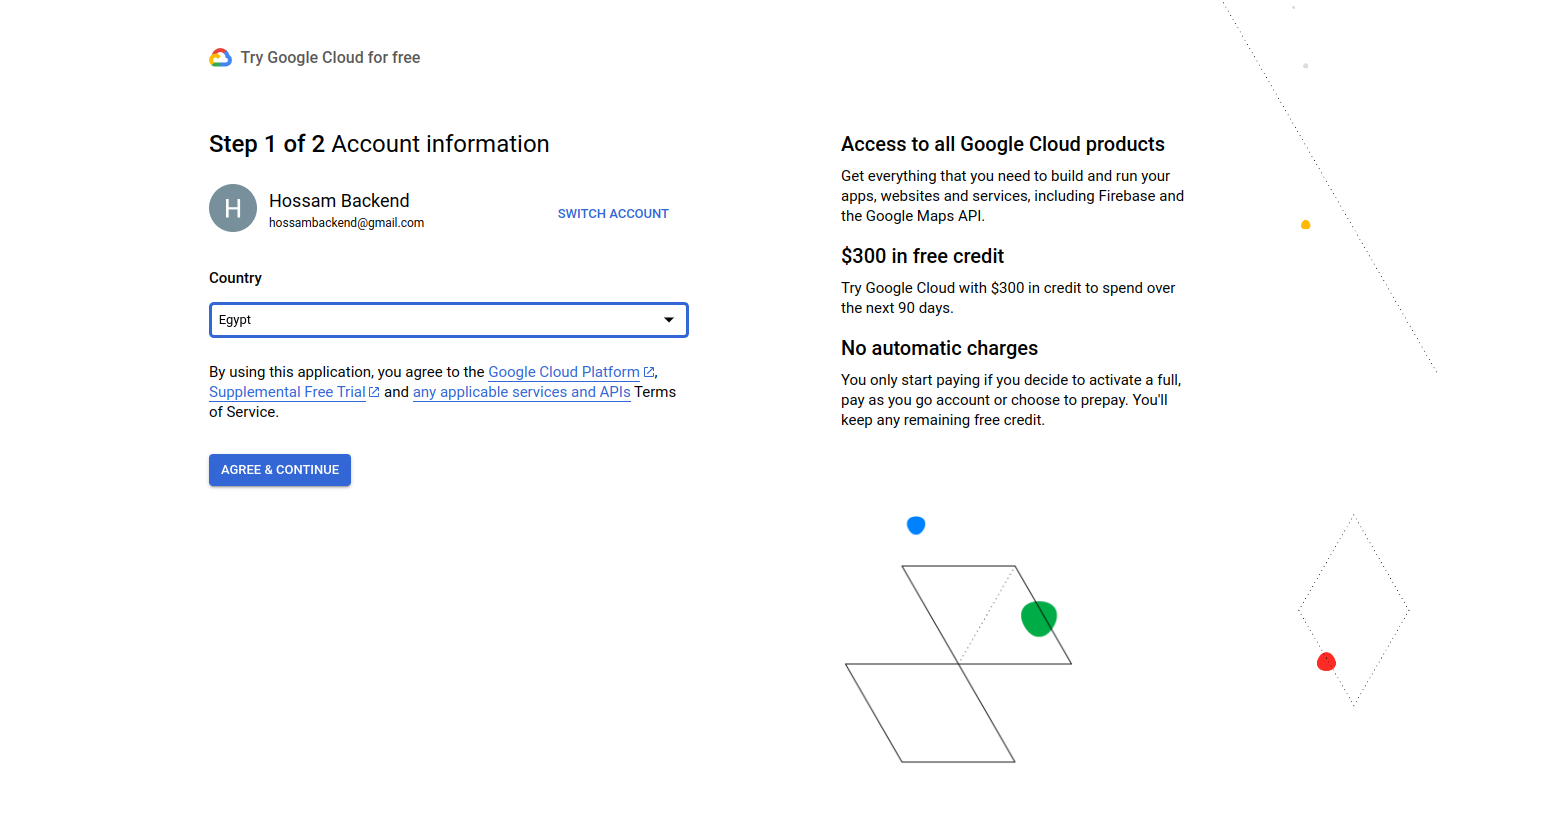 Try Google Cloud for free
Step 1 of 2 Account information
H
Hossam Backend
hossambackend@gmail.com
SWITCH ACCOUNT
Country
Egypt
By using this application, you agree to the Google Cloud Platform,
Supplemental Free Trial and any applicable services and APIs Terms
of Service.
AGREE & CONTINUE
Access to all Google Cloud products
Get everything that you need to build and run your
apps, websites and services, including Firebase and
the Google Maps API.
$300 in free credit
Try Google Cloud with $300 in credit to spend over
the next 90 days.
No automatic charges
You only start paying if you decide to activate a full,
pay as you go account or choose to prepay. You'll
keep any remaining free credit.